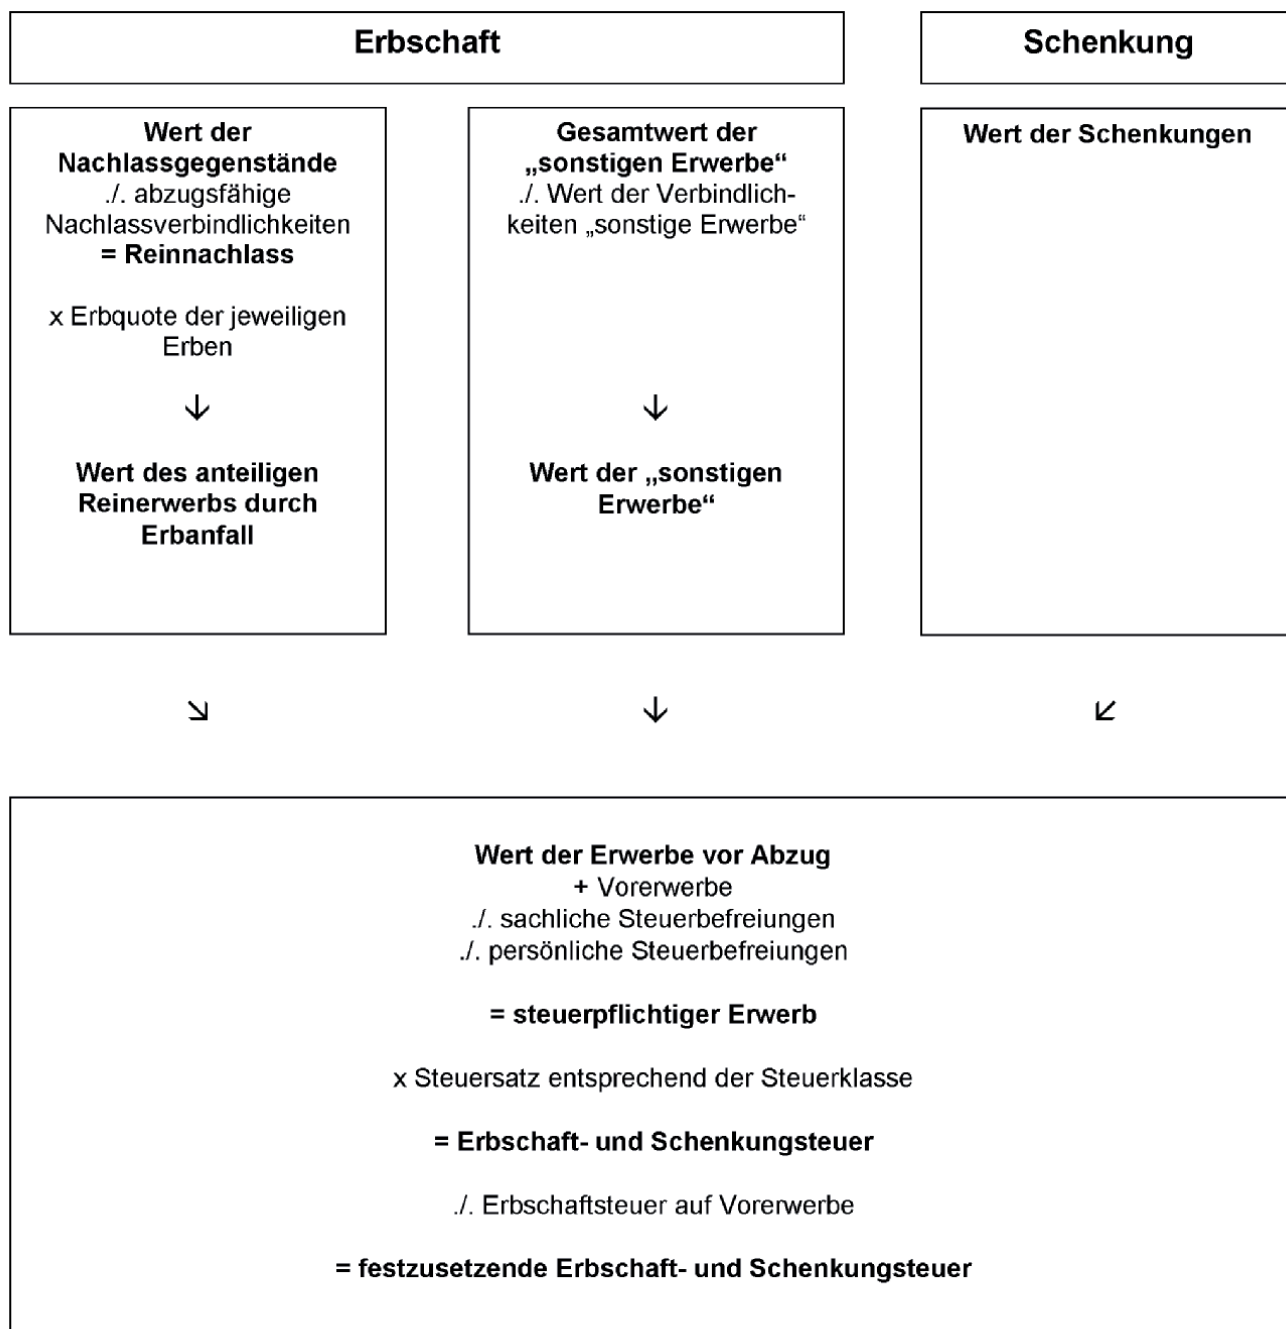 Erbschaft
Schenkung
Wert der
Nachlassgegenstände
./. abzugsfähige
Nachlassverbindlichkeiten
= Reinnachlass
x Erbquote der jeweiligen
Erben
↓
Wert des anteiligen
Reinerwerbs durch
Erbanfall
Gesamtwert der
„sonstigen Erwerbe“
./. Wert der Verbindlich-
keiten „sonstige Erwerbe“
↓
Wert der „sonstigen
Erwerbe“
Wert der Schenkungen
↘ ↓ ↙
Wert der Erwerbe vor Abzug
+ Vorerwerbe
./. sachliche Steuerbefreiungen
./. persönliche Steuerbefreiungen
= steuerpflichtiger Erwerb
x Steuersatz entsprechend der Steuerklasse
= Erbschaft- und Schenkungsteuer
./. Erbschaftsteuer auf Vorerwerbe
= festzusetzende Erbschaft- und Schenkungsteuer